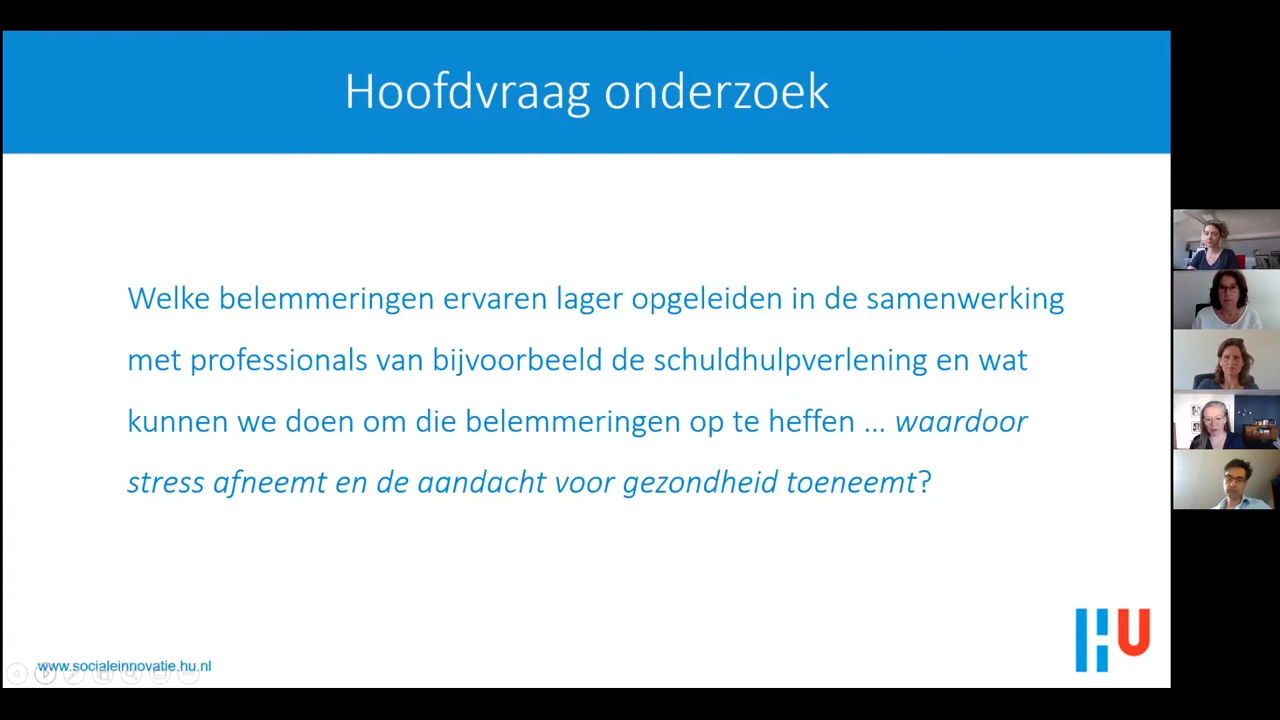 Hoofdvraag onderzoek
Welke belemmeringen ervaren lager opgeleiden in de samenwerking
met professionals van bijvoorbeeld de schuldhulpverlening en wat
kunnen we doen om die belemmeringen op te heffen ... waardoor
stress afneemt en de aandacht voor gezondheid toeneemt?
www.socialeinnovatie.hu.nl
HU